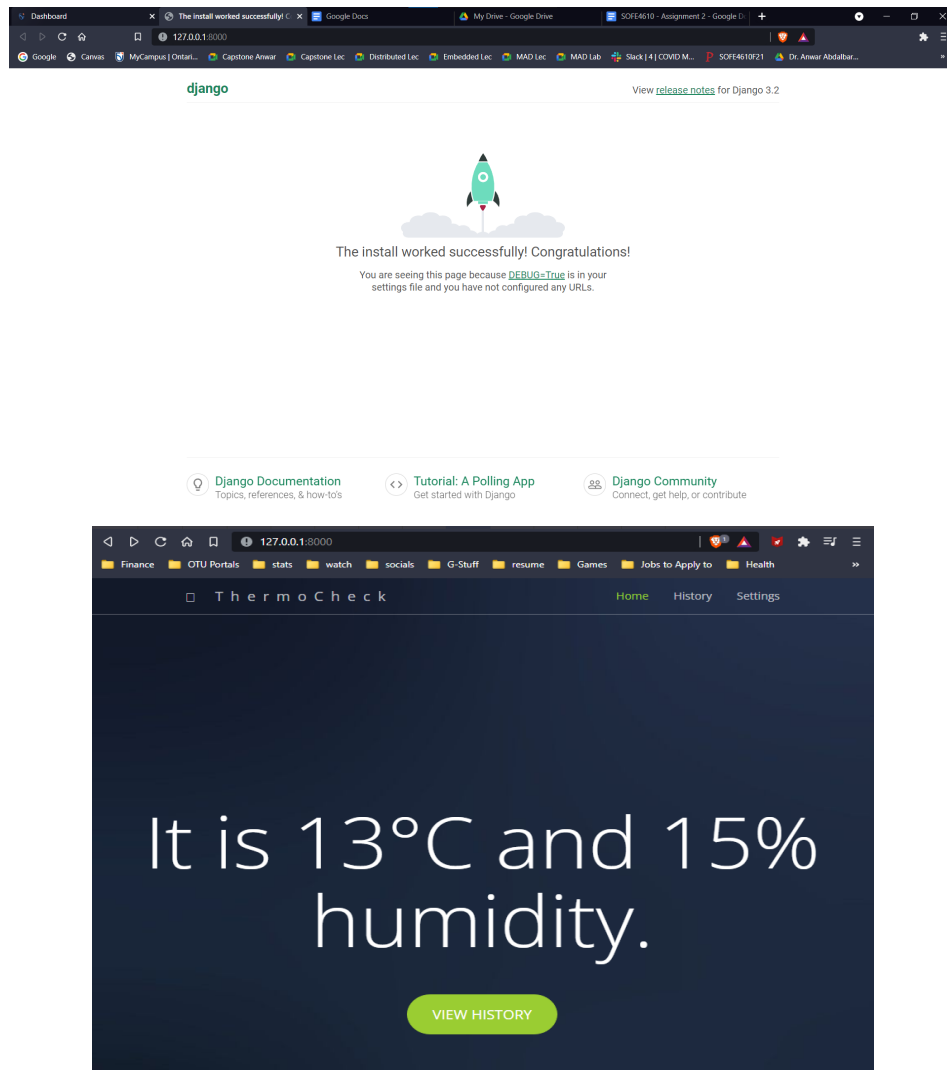 Dashboard
The install worked successfully! C
Google Docs
My Drive - Google Drive
SOFE4610 - Assignment 2 - Google D
127.0.0.1:8000
Google
Canvas
MyCampus | Ontari...
Capstone Anwar
Capstone Lec
Distributed Lec
Embedded Lec
MAD Lec
MAD Lab
Slack | 4 | COVID M...
SOFE4610F21
Dr. Anwar Abdalbar...
»
django
View release notes for Django 3.2
The install worked successfully! Congratulations!
You are seeing this page because DEBUG=True is in your
settings file and you have not configured any URLs.
Django Documentation
Topics, references, & how-to's
Tutorial: A Polling App
Get started with Django
Django Community
Connect, get help, or contribute
127.0.0.1:8000
Finance
OTU Portals
stats
watch
socials
G-Stuff
resume
Games
Jobs to Apply to
Health
»
ThermoCheck
Home
History
Settings
It is 13°C and 15%
humidity.
VIEW HISTORY